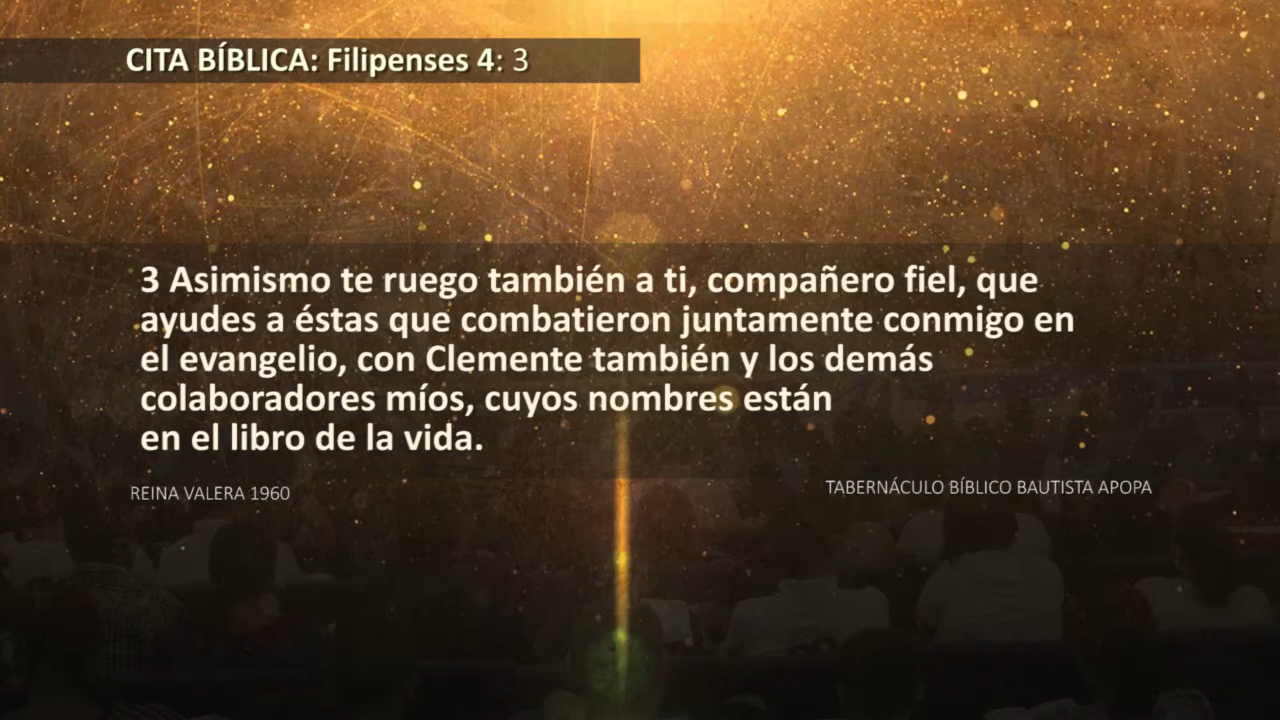 CITA BÍBLICA: Filipenses 4: 3
3 Asimismo te ruego también a ti, compañero fiel, que
ayudes a éstas que combatieron juntamente conmigo en
el evangelio, con Clemente también y los demás
colaboradores míos, cuyos nombres están
en el libro de la vida.
REINA VALERA 1960
TABERNÁCULO BÍBLICO BAUTISTA APOPA